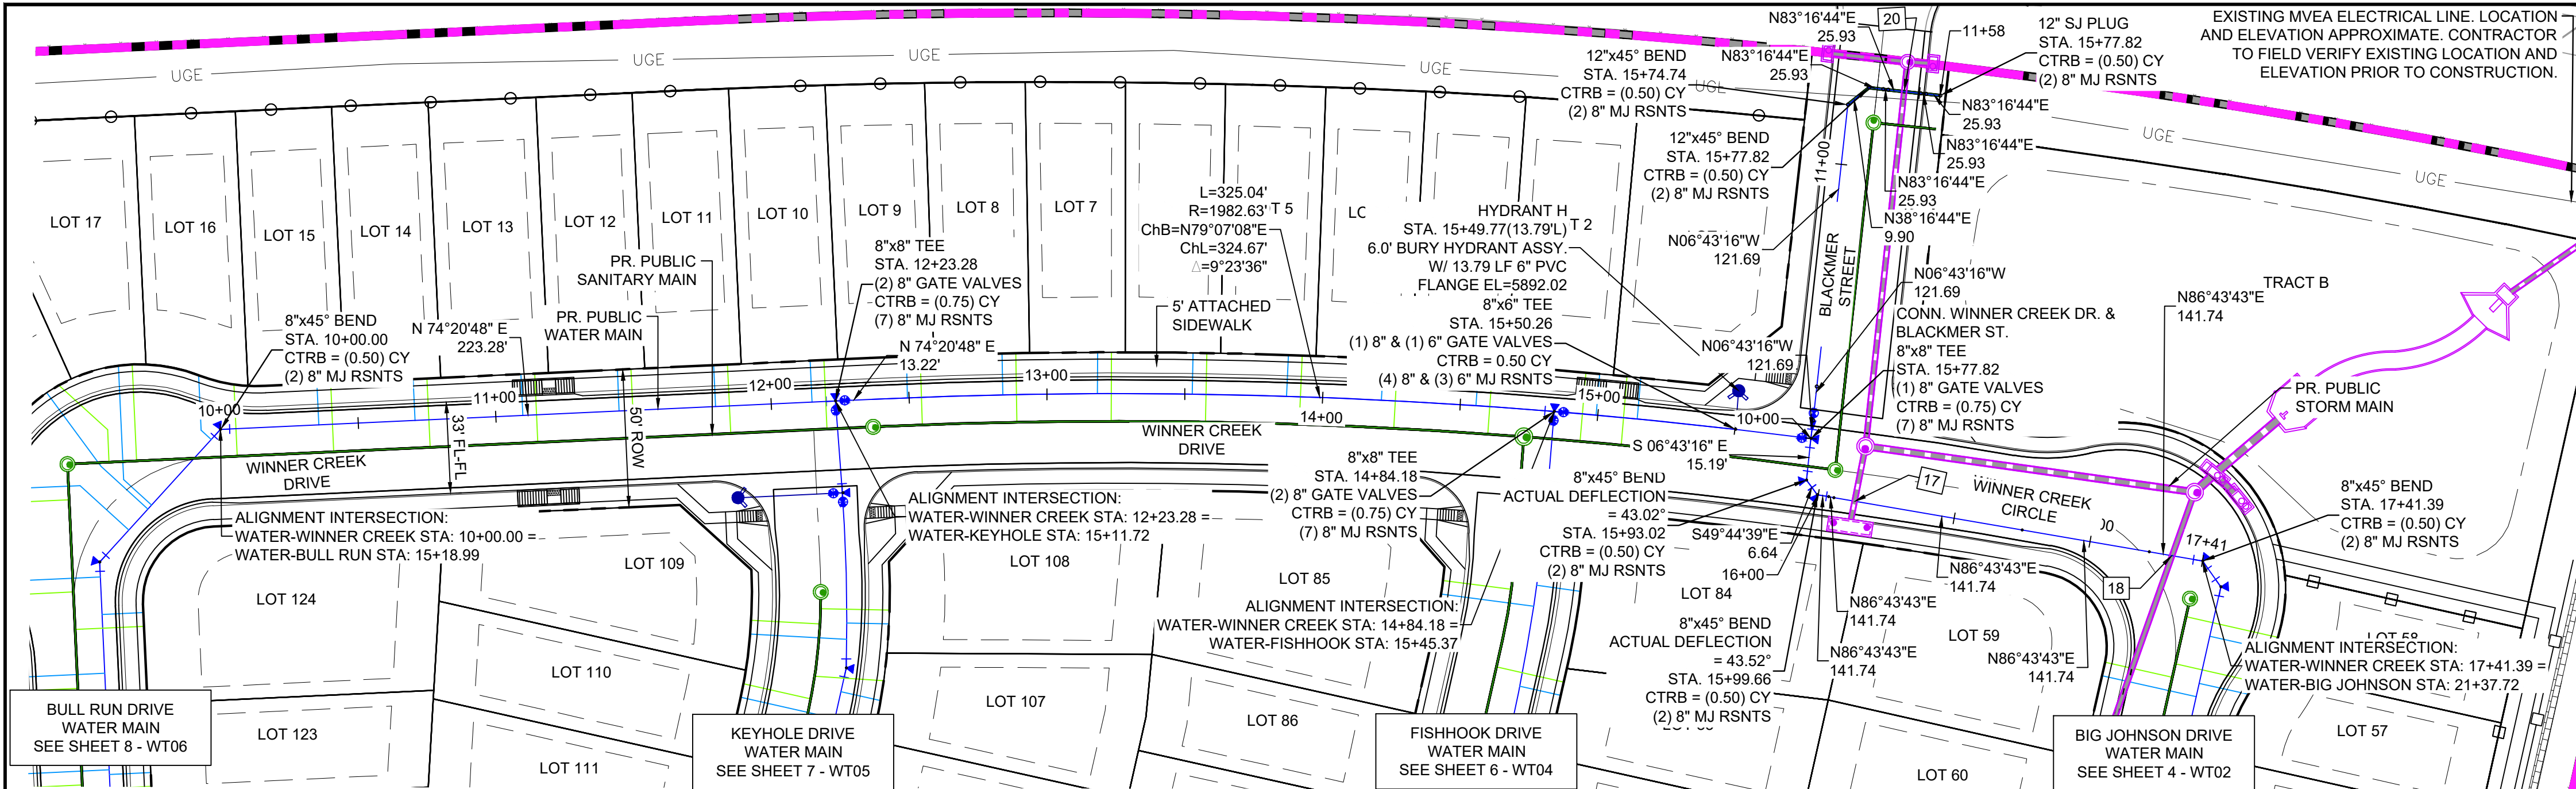 UGE
UGE
UGE
UGE
UGE
UGE
UGE
N83°16'44"E
25.93
20
11+58
12" SJ PLUG
STA. 15+77.82
CTRB = (0.50) CY
(2) 8" MJ RSNTS
EXISTING MVEA ELECTRICAL LINE. LOCATION
AND ELEVATION APPROXIMATE. CONTRACTOR
TO FIELD VERIFY EXISTING LOCATION AND
ELEVATION PRIOR TO CONSTRUCTION.
12"x45° BEND
STA. 15+74.74
CTRB = (0.50) CY
(2) 8" MJ RSNTS
N83°16'44"E
25.93
N83°16'44"E
25.93
N83°16'44"E
25.93
N83°16'44"E
25.93
N38°16'44"E
9.90
12"x45° BEND
STA. 15+77.82
CTRB = (0.50) CY
(2) 8" MJ RSNTS
11+00
LOT 17
LOT 16
LOT 15
LOT 14
LOT 13
LOT 12
LOT 11
LOT 10
LOT 9
LOT 8
LOT 7
T 5
LC
T 2
L=325.04'
R=1982.63'
ChB=N79°07'08"E
ChL=324.67'
△=9°23'36"
HYDRANT H
STA. 15+49.77(13.79'L)
6.0' BURY HYDRANT ASSY.
W/ 13.79 LF 6" PVC
FLANGE EL=5892.02
8"x6" TEE
STA. 15+50.26
(1) 8" & (1) 6" GATE VALVES
CTRB = 0.50 CY
(4) 8" & (3) 6" MJ RSNTS
N06°43'16"W
121.69
N06°43'16"W
121.69
N06°43'16"W
121.69
BLACKMER
STREET
CONN. WINNER CREEK DR. &
BLACKMER ST.
8"x8" TEE
STA. 15+77.82
(1) 8" GATE VALVES
CTRB = (0.75) CY
(7) 8" MJ RSNTS
N86°43'43"E
141.74
TRACT B
PR. PUBLIC
STORM MAIN
8"x45° BEND
STA. 10+00.00
CTRB = (0.50) CY
(2) 8" MJ RSNTS
N 74°20'48" E
223.28'
PR. PUBLIC
SANITARY MAIN
PR. PUBLIC
WATER MAIN
8"x8" TEE
STA. 12+23.28
(2) 8" GATE VALVES
CTRB = (0.75) CY
(7) 8" MJ RSNTS
N 74°20'48" E
13.22'
5' ATTACHED
SIDEWALK
10+00
11+00
12+00
13+00
14+00
15+00
10+00
33' FL-FL
50' ROW
WINNER CREEK
DRIVE
WINNER CREEK
DRIVE
S 06°43'16" E
15.19'
17
WINNER CREEK
CIRCLE
00
17+41
18
8"x45° BEND
STA. 17+41.39
CTRB = (0.50) CY
(2) 8" MJ RSNTS
ALIGNMENT INTERSECTION:
WATER-WINNER CREEK STA: 10+00.00 =
WATER-BULL RUN STA: 15+18.99
ALIGNMENT INTERSECTION:
WATER-WINNER CREEK STA: 12+23.28 =
WATER-KEYHOLE STA: 15+11.72
8"x8" TEE
STA. 14+84.18
(2) 8" GATE VALVES
CTRB = (0.75) CY
(7) 8" MJ RSNTS
8"x45° BEND
ACTUAL DEFLECTION
= 43.02°
STA. 15+93.02
CTRB = (0.50) CY
(2) 8" MJ RSNTS
S49°44'39"E
6.64
16+00
N86°43'43"E
141.74
N86°43'43"E
141.74
N86°43'43"E
141.74
N86°43'43"E
141.74
ALIGNMENT INTERSECTION:
WATER-WINNER CREEK STA: 14+84.18 =
WATER-FISHHOOK STA: 15+45.37
8"x45° BEND
ACTUAL DEFLECTION
= 43.52°
STA. 15+99.66
CTRB = (0.50) CY
(2) 8" MJ RSNTS
ALIGNMENT INTERSECTION:
WATER-WINNER CREEK STA: 17+41.39 =
WATER-BIG JOHNSON STA: 21+37.72
LOT 124
LOT 109
LOT 108
LOT 85
LOT 84
LOT 59
LOT 58
LOT 110
LOT 107
LOT 86
LOT 57
LOT 123
LOT 111
LOT 60
BULL RUN DRIVE
WATER MAIN
SEE SHEET 8 - WT06
KEYHOLE DRIVE
WATER MAIN
SEE SHEET 7 - WT05
FISHHOOK DRIVE
WATER MAIN
SEE SHEET 6 - WT04
BIG JOHNSON DRIVE
WATER MAIN
SEE SHEET 4 - WT02